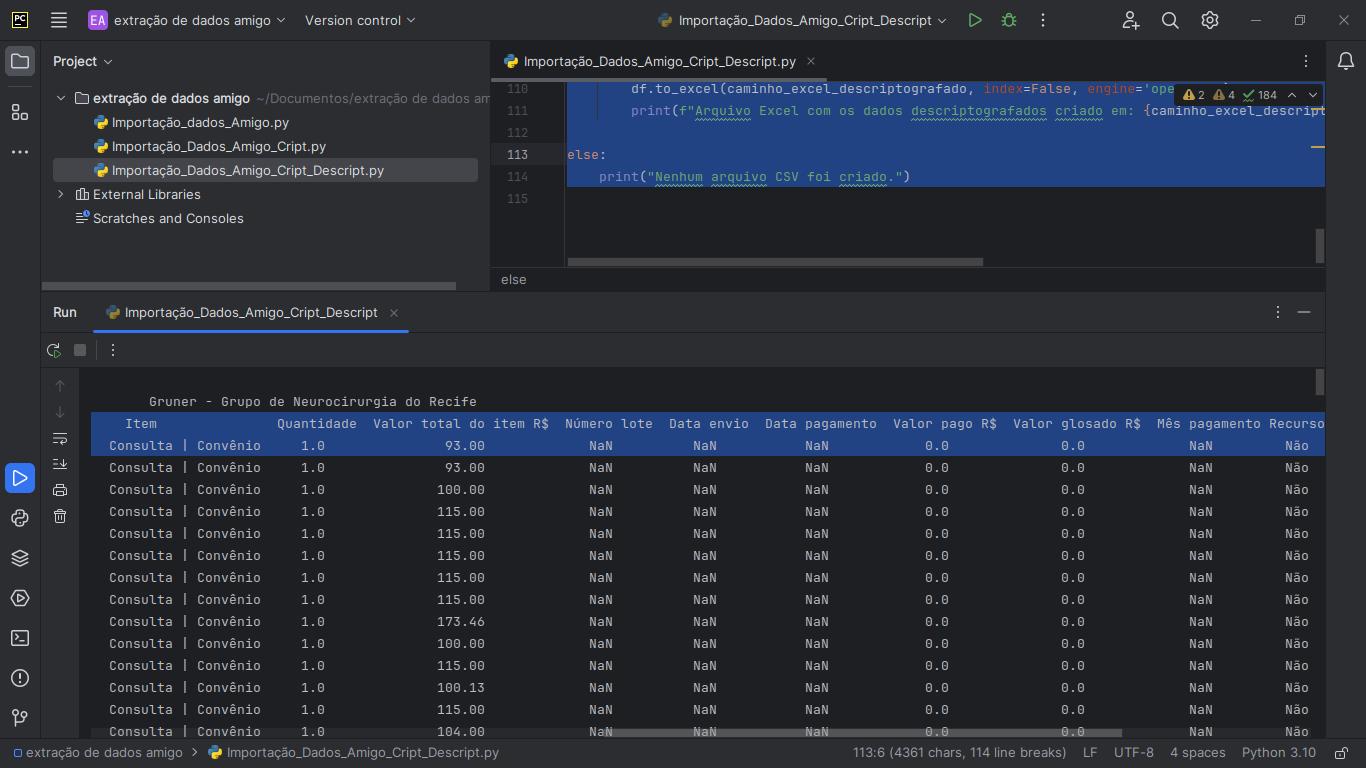 PC EA extração de dados amigo Version control Importação_Dados_Amigo_Cript_Descript
Project
extração de dados amigo ~/Documentos/extração de dados am
Importação_dados_Amigo.py
Importação_Dados_Amigo_Cript.py
Importação_Dados_Amigo_Cript_Descript.py
External Libraries
Scratches and Consoles
Importação_Dados_Amigo_Cript_Descript.py
2 4 184
110 df.to_excel(caminho_excel_descriptografado, index=False, engine='ope
111 print(f"Arquivo Excel com os dados descriptografados criado em: {caminho_excel_descript
112
113 else:
114 print("Nenhum arquivo CSV foi criado.")
115
else
Run Importação_Dados_Amigo_Cript_Descript
Gruner - Grupo de Neurocirurgia do Recife
Item Quantidade Valor total do item R$ Número lote Data envio Data pagamento Valor pago R$ Valor glosado R$ Mês pagamento Recurso
Consulta | Convênio 1.0 93.00 NaN NaN NaN 0.0 0.0 NaN Não
Consulta | Convênio 1.0 93.00 NaN NaN NaN 0.0 0.0 NaN Não
Consulta | Convênio 1.0 100.00 NaN NaN NaN 0.0 0.0 NaN Não
Consulta | Convênio 1.0 115.00 NaN NaN NaN 0.0 0.0 NaN Não
Consulta | Convênio 1.0 115.00 NaN NaN NaN 0.0 0.0 NaN Não
Consulta | Convênio 1.0 115.00 NaN NaN NaN 0.0 0.0 NaN Não
Consulta | Convênio 1.0 115.00 NaN NaN NaN 0.0 0.0 NaN Não
Consulta | Convênio 1.0 115.00 NaN NaN NaN 0.0 0.0 NaN Não
Consulta | Convênio 1.0 173.46 NaN NaN NaN 0.0 0.0 NaN Não
Consulta | Convênio 1.0 100.00 NaN NaN NaN 0.0 0.0 NaN Não
Consulta | Convênio 1.0 115.00 NaN NaN NaN 0.0 0.0 NaN Não
Consulta | Convênio 1.0 100.13 NaN NaN NaN 0.0 0.0 NaN Não
Consulta | Convênio 1.0 115.00 NaN NaN NaN 0.0 0.0 NaN Não
Consulta | Convênio 1.0 104.00 NaN NaN NaN 0.0 0.0 NaN Não
extração de dados amigo Importação_Dados_Amigo_Cript_Descript.py 113:6 (4361 chars, 114 line breaks) LF UTF-8 4 spaces Python 3.10